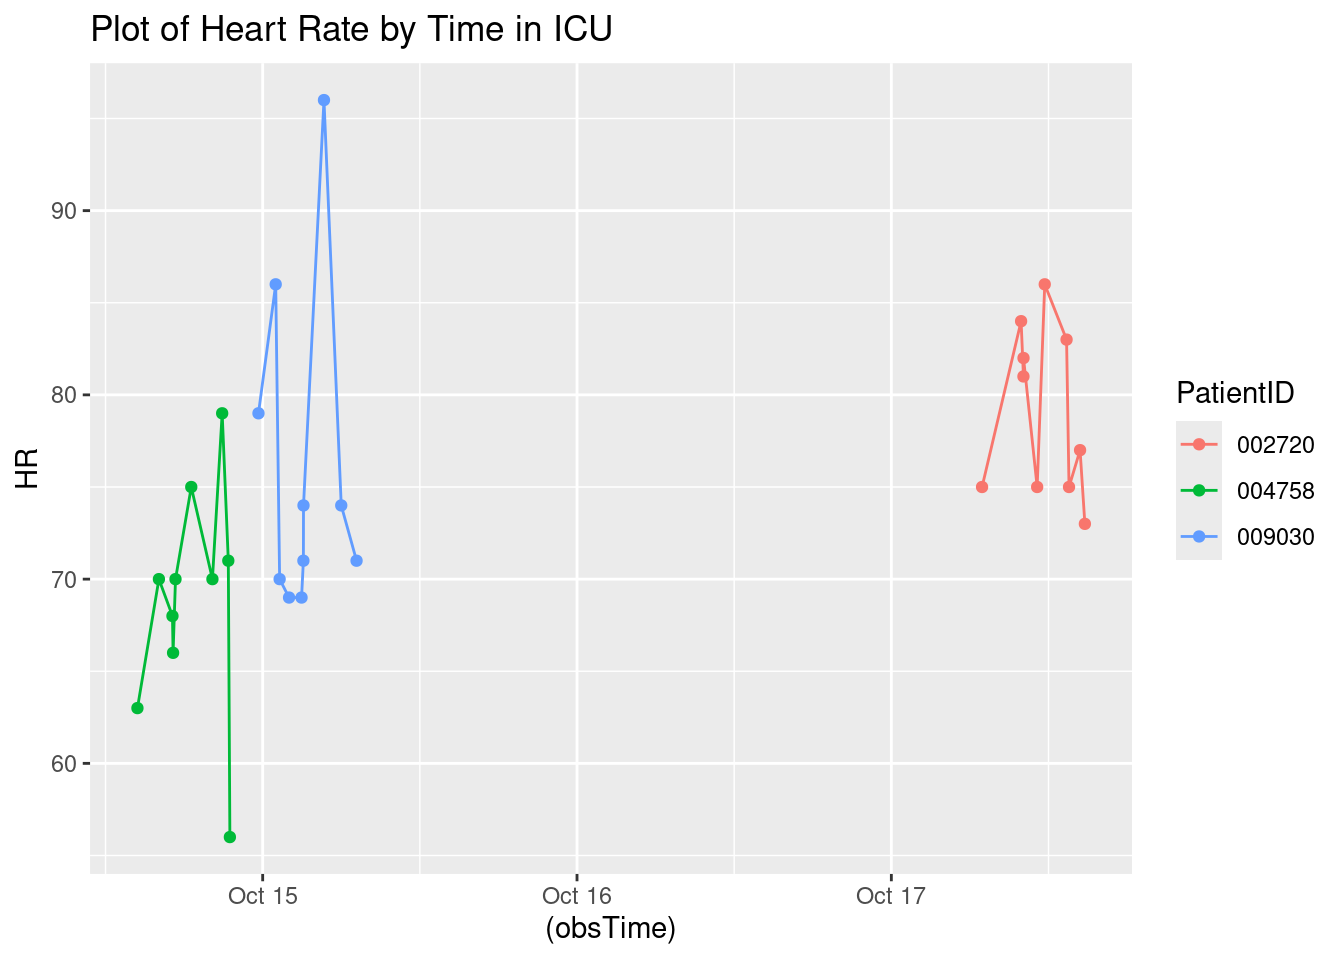 Plot of Heart Rate by Time in ICU
HR
90
80
70
60
Oct 15
Oct 16
Oct 17
(obsTime)
PatientID
002720
004758
009030